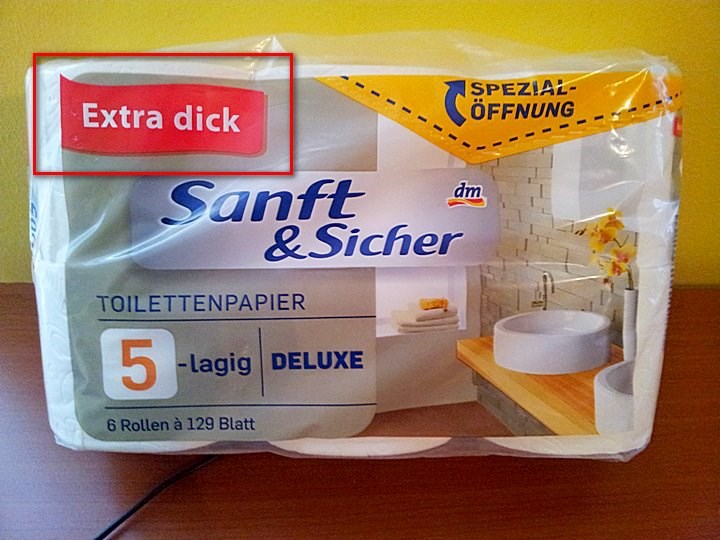 Extra dick
SPEZIAL-
ÖFFNUNG
dm
Sanft
&Sicher
TOILETTENPAPIER
5-lagig DELUXE
6 Rollen à 129 Blatt